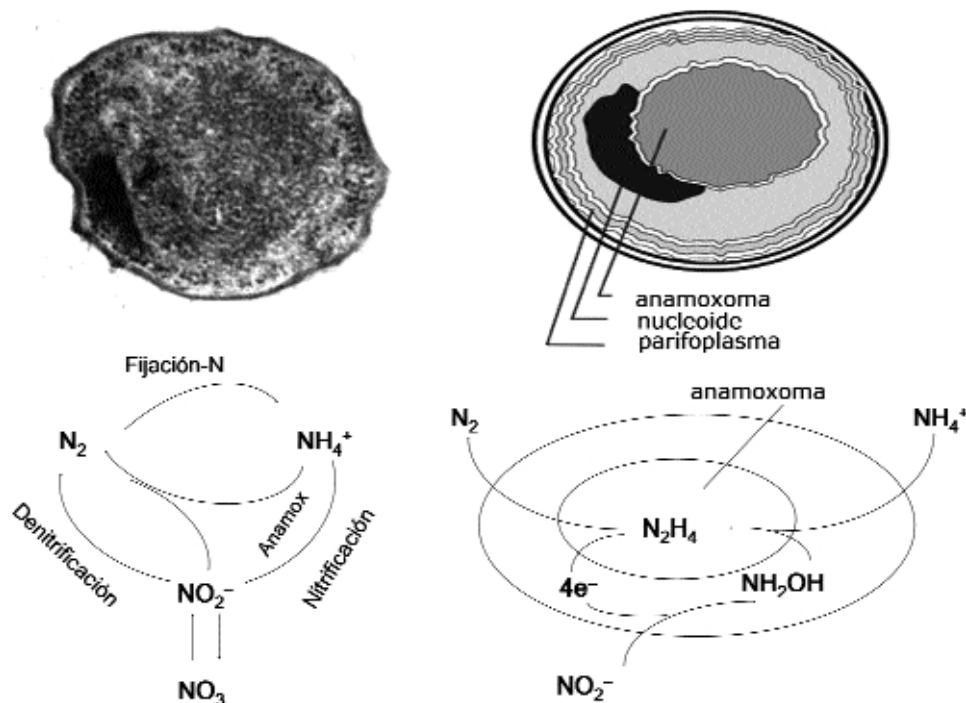 anamoxoma
nucleoide
parifoplasma
Fijación-N
N₂
NH₄⁺
Denitrificación
Anamox
Nitrificación
NO₂⁻
NO₃
anamoxoma
N₂
NH₄⁺
N₂H₄
4e⁻
NH₂OH
NO₂⁻